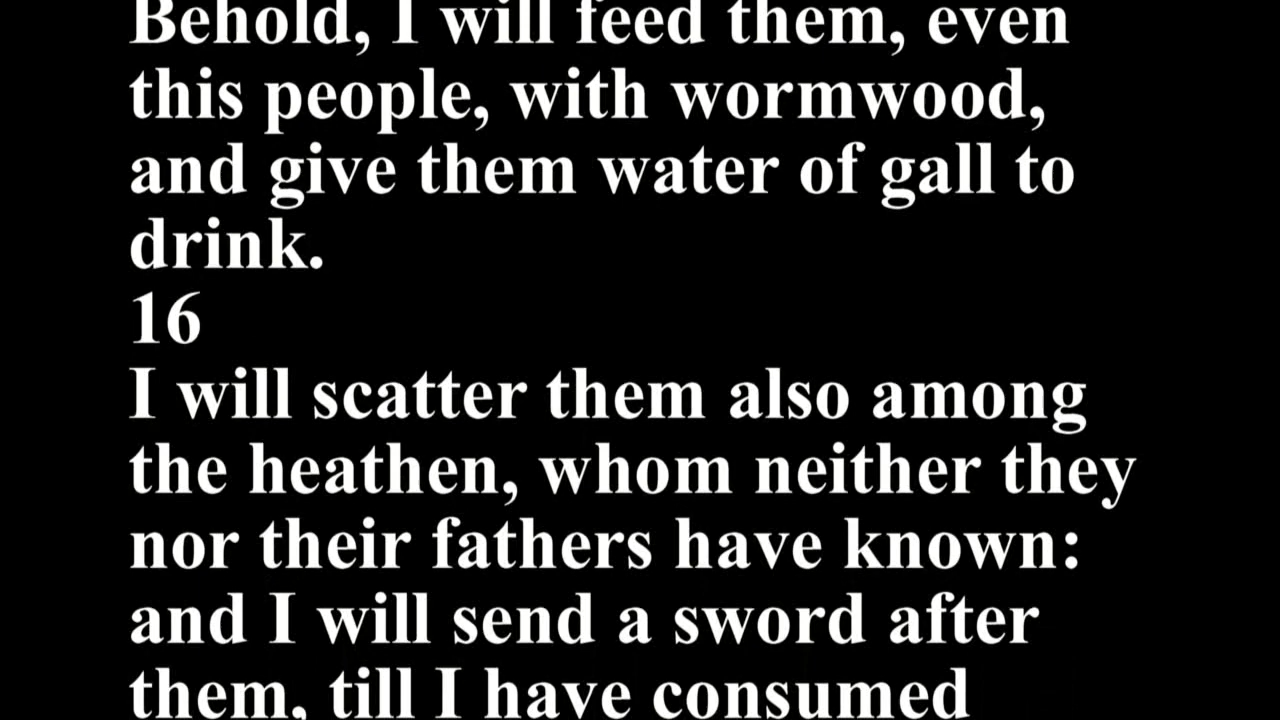 Behold, I will feed them, even
this people, with wormwood,
and give them water of gall to
drink.
16
I will scatter them also among
the heathen, whom neither they
nor their fathers have known:
and I will send a sword after
them, till I have consumed